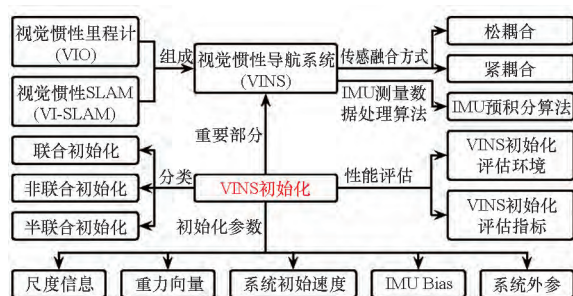 视觉惯性里程计
(VIO)
组成
视觉惯性导航系统
(VINS)
传感融合方式
松耦合
紧耦合
视觉惯性SLAM
(VI-SLAM)
IMU测量数
据处理算法
IMU预积分算法
重要部分
联合初始化
非联合初始化
半联合初始化
分类
VINS初始化
性能评估
VINS初始化
评估环境
VINS初始化
评估指标
初始化参数
尺度信息
重力向量
系统初始速度
IMU Bias
系统外参